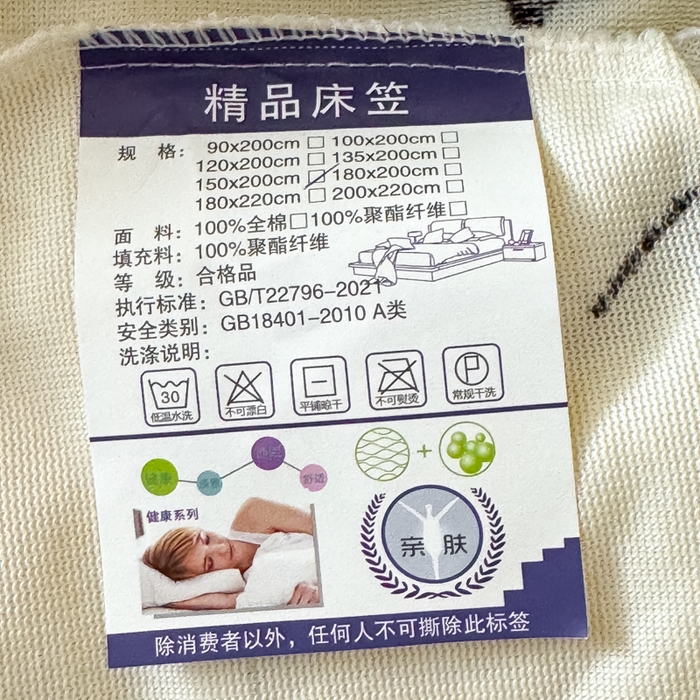 精品床笠
规 格： 90x200cm □ 100x200cm □
120x200cm □ 135x200cm □
150x200cm □ 180x200cm □
180x220cm □ 200x220cm □
面 料：100%全棉□100%聚酯纤维□
填充料：100%聚酯纤维
等 级：合格品
执行标准：GB/T22796-2021
安全类别：GB18401-2010 A类
洗涤说明：
30
低温水洗 不可漂白 平铺晾干 不可熨烫 常规干洗
P
健康 舒适
+
健康系列
亲肤
除消费者以外，任何人不可撕除此标签